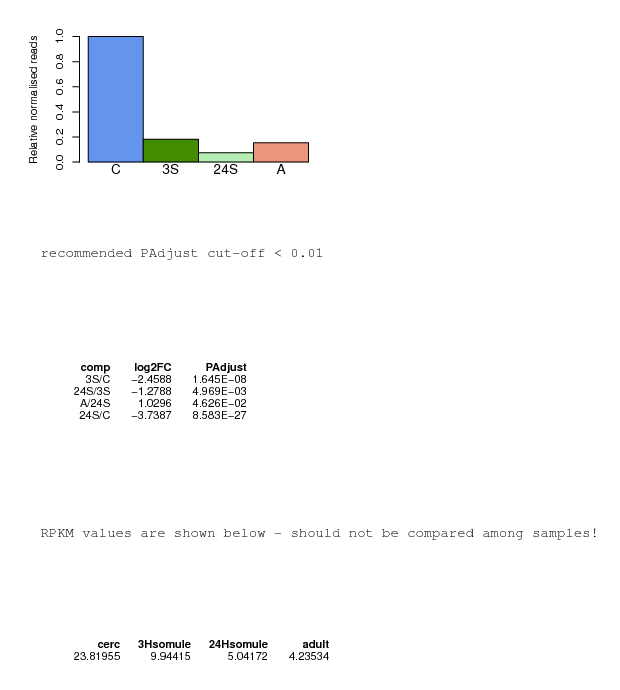 Relative normalised reads
1.0
0.8
0.6
0.4
0.2
0.0
C 3S 24S A
recommended PAdjust cut-off < 0.01
comp log2FC PAdjust
3S/C −2.4588 1.645E−08
24S/3S −1.2788 4.969E−03
A/24S 1.0296 4.626E−02
24S/C −3.7387 8.583E−27
RPKM values are shown below - should not be compared among samples!
cerc 3Hsomule 24Hsomule adult
23.81955 9.94415 5.04172 4.23534